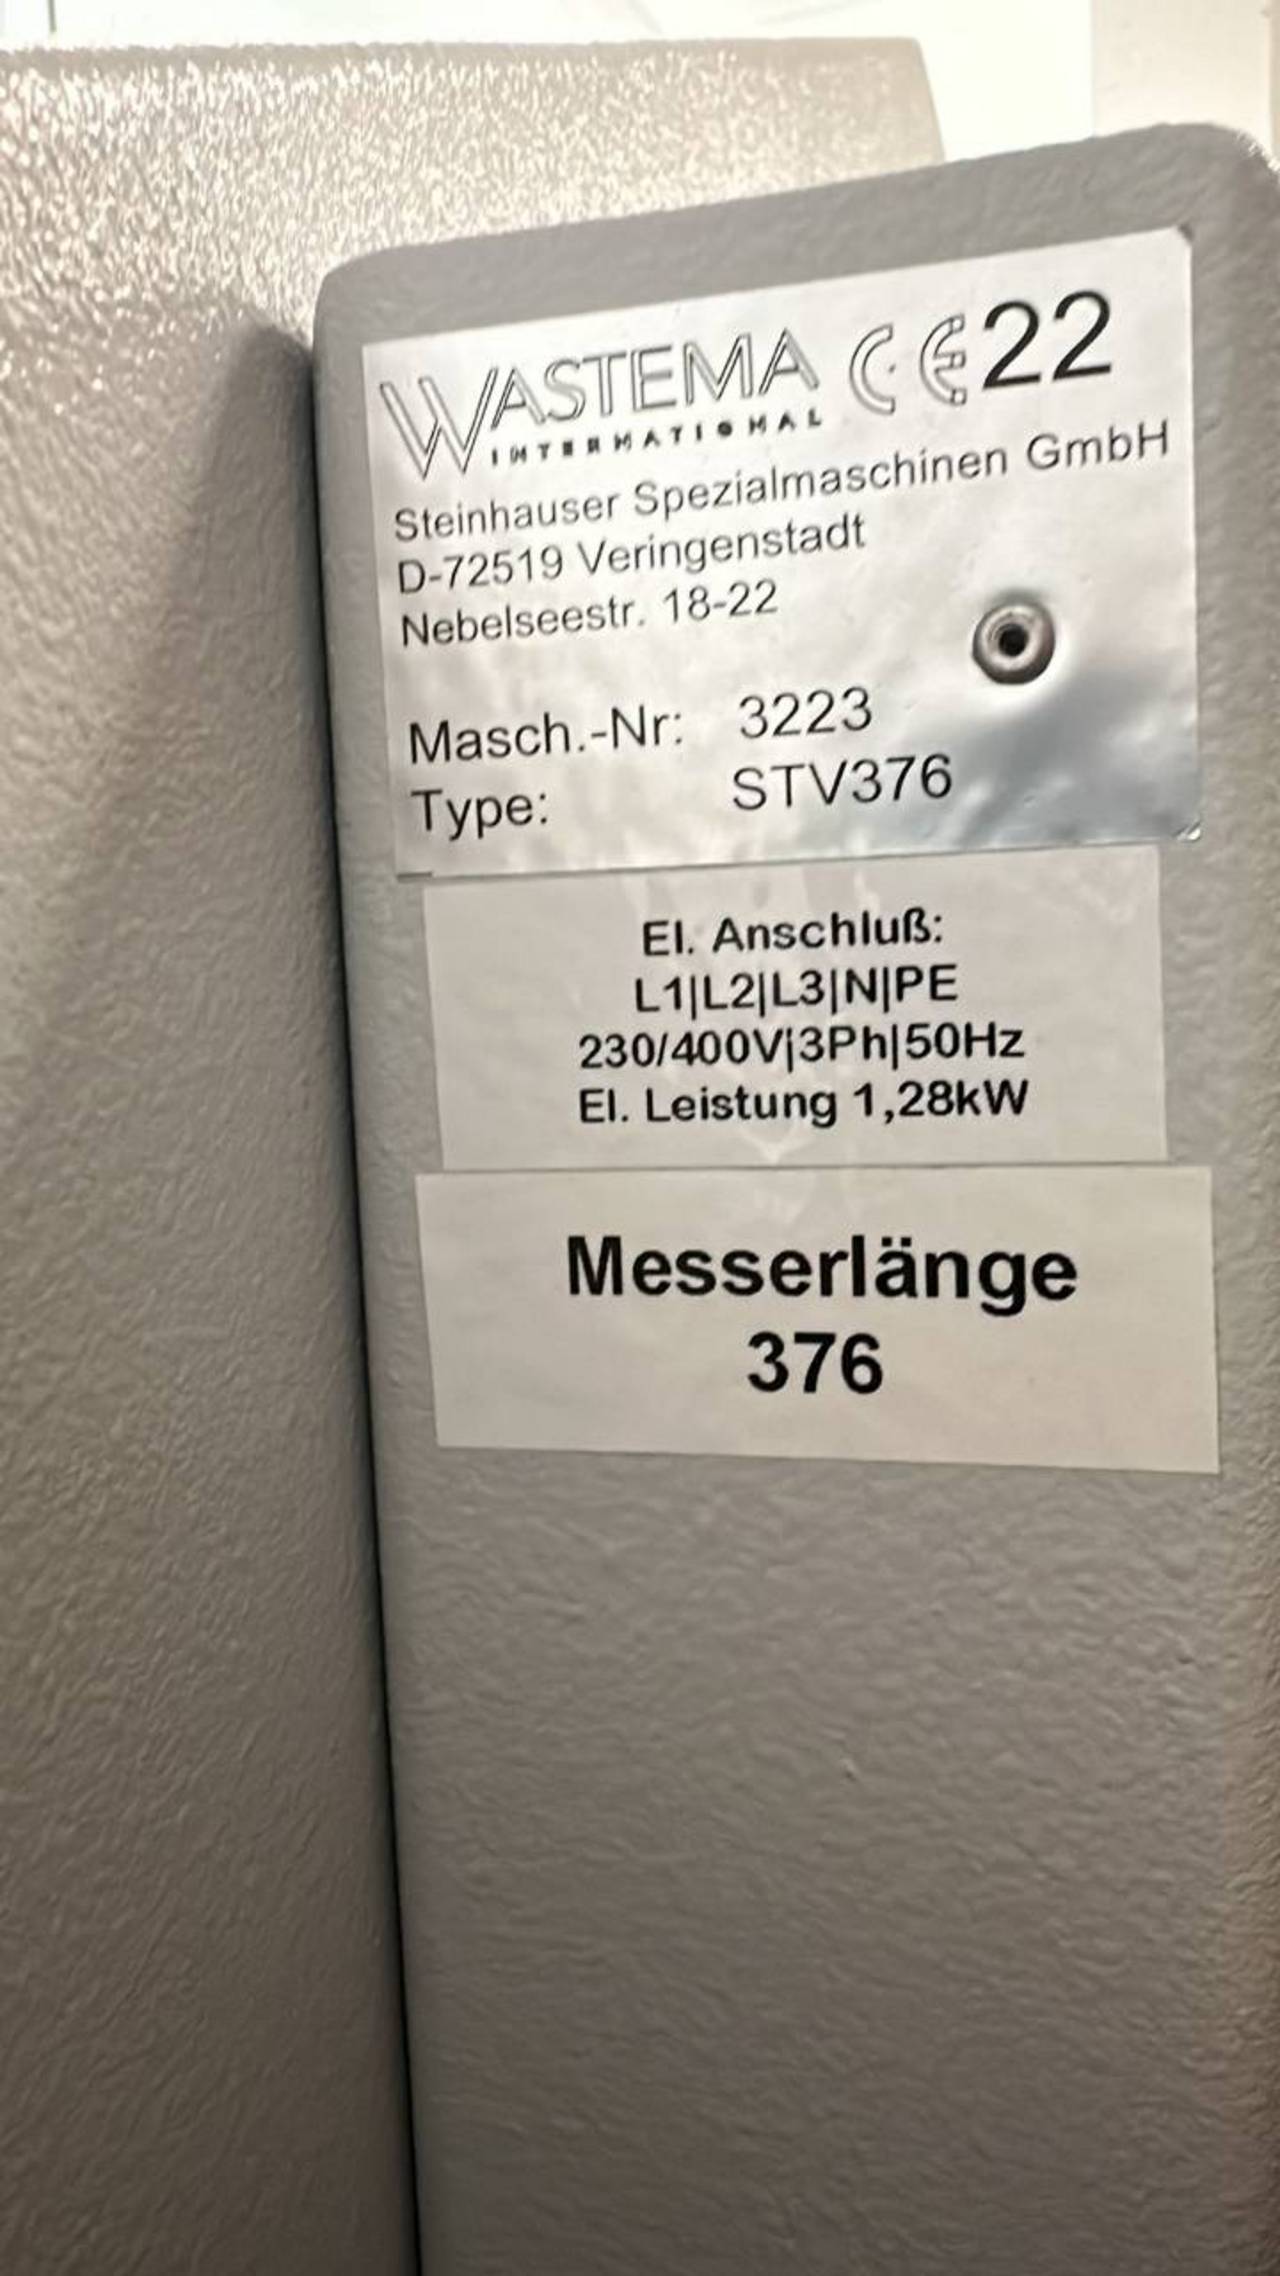 WASTEMA CE 22
INTERNATIONAL
Steinhauser Spezialmaschinen GmbH
D-72519 Veringenstadt
Nebelseestr. 18-22
Masch.-Nr: 3223
Type: STV376
El. Anschluß:
L1|L2|L3|N|PE
230/400V|3Ph|50Hz
El. Leistung 1,28kW
Messerlänge
376